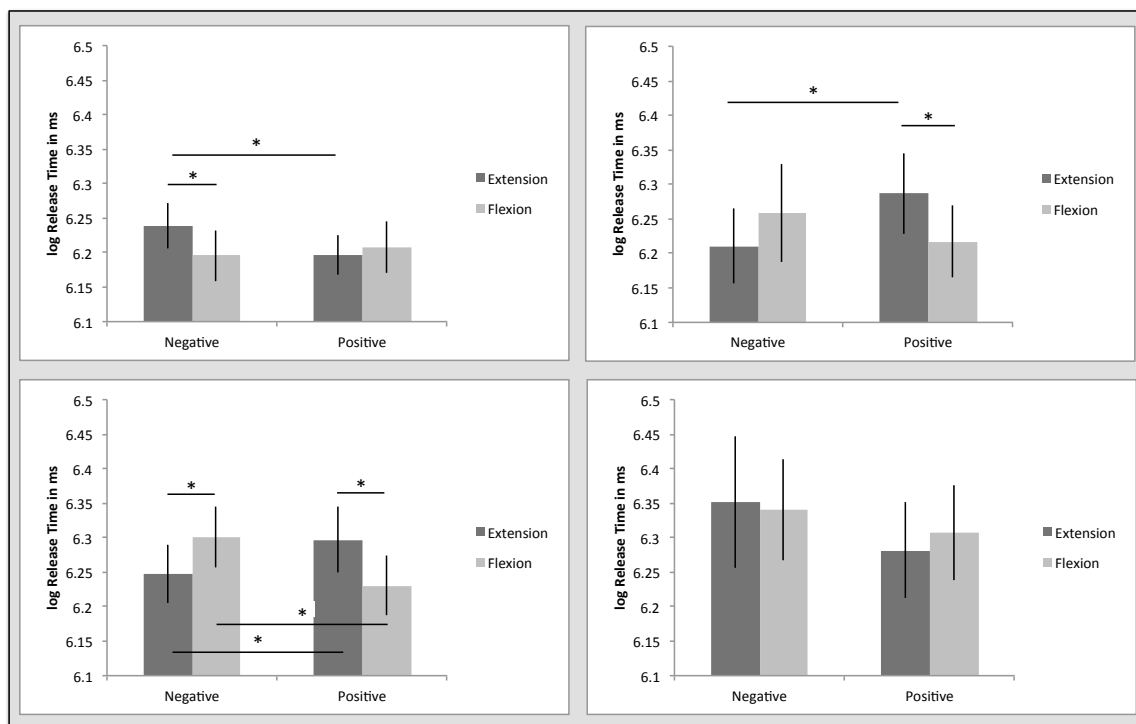 6.5
6.45
6.4
6.35
6.3
6.25
6.2
6.15
6.1
log Release Time in ms
*
*
Extension
Flexion
Negative
Positive
6.5
6.45
6.4
6.35
6.3
6.25
6.2
6.15
6.1
log Release Time in ms
*
*
Extension
Flexion
Negative
Positive
6.5
6.45
6.4
6.35
6.3
6.25
6.2
6.15
6.1
log Release Time in ms
*
*
*
*
Extension
Flexion
Negative
Positive
6.5
6.45
6.4
6.35
6.3
6.25
6.2
6.15
6.1
log Release Time in ms
Extension
Flexion
Negative
Positive